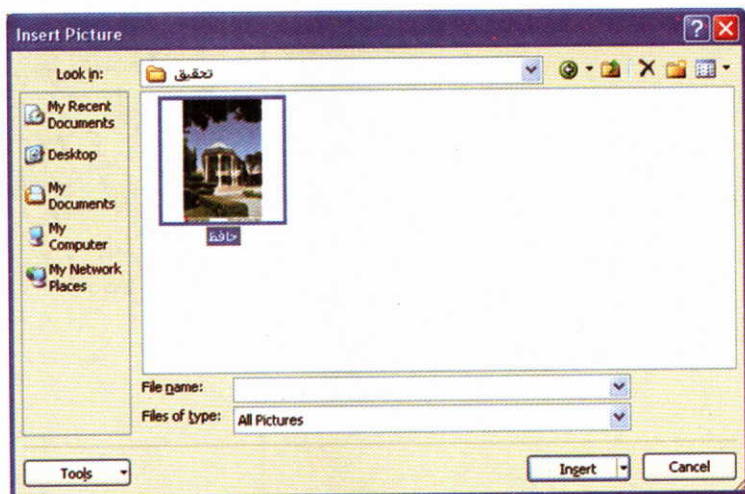 Insert Picture
Look in: تحقیق
My Recent
Documents
Desktop
My
Documents
My
Computer
My Network
Places
حافظ
File name:
Files of type: All Pictures
Tools
Insert
Cancel